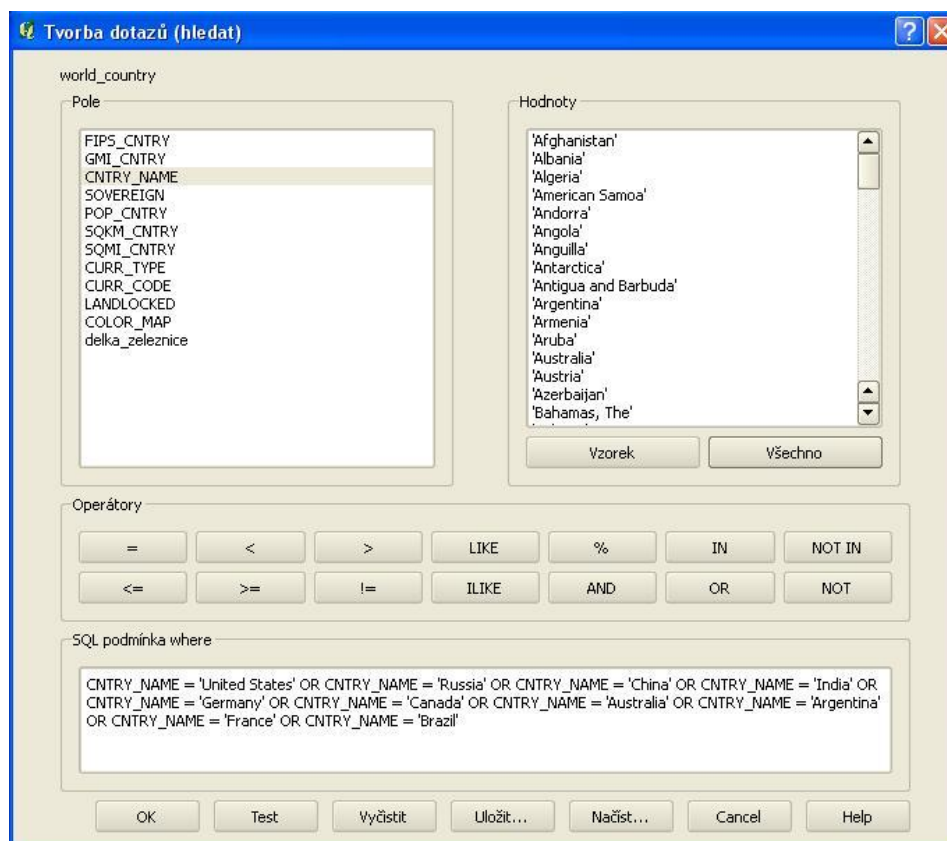 Tvorba dotazů (hledat)
world_country
Pole
FIPS_CNTRY
GMI_CNTRY
CNTRY_NAME
SOVEREIGN
POP_CNTRY
SQKM_CNTRY
SQMI_CNTRY
CURR_TYPE
CURR_CODE
LANDLOCKED
COLOR_MAP
delka_zeleznice
Hodnoty
'Afghanistan'
'Albania'
'Algeria'
'American Samoa'
'Andorra'
'Angola'
'Anguilla'
'Antarctica'
'Antigua and Barbuda'
'Argentina'
'Armenia'
'Aruba'
'Australia'
'Austria'
'Azerbaijan'
'Bahamas, The'
Vzorek Všechno
Operátory
= < > LIKE % IN NOT IN
<= >= != ILIKE AND OR NOT
SQL podmínka where
CNTRY_NAME = 'United States' OR CNTRY_NAME = 'Russia' OR CNTRY_NAME = 'China' OR CNTRY_NAME = 'India' OR
CNTRY_NAME = 'Germany' OR CNTRY_NAME = 'Canada' OR CNTRY_NAME = 'Australia' OR CNTRY_NAME = 'Argentina'
OR CNTRY_NAME = 'France' OR CNTRY_NAME = 'Brazil'
OK Test Vyčistit Uložit... Načíst... Cancel Help